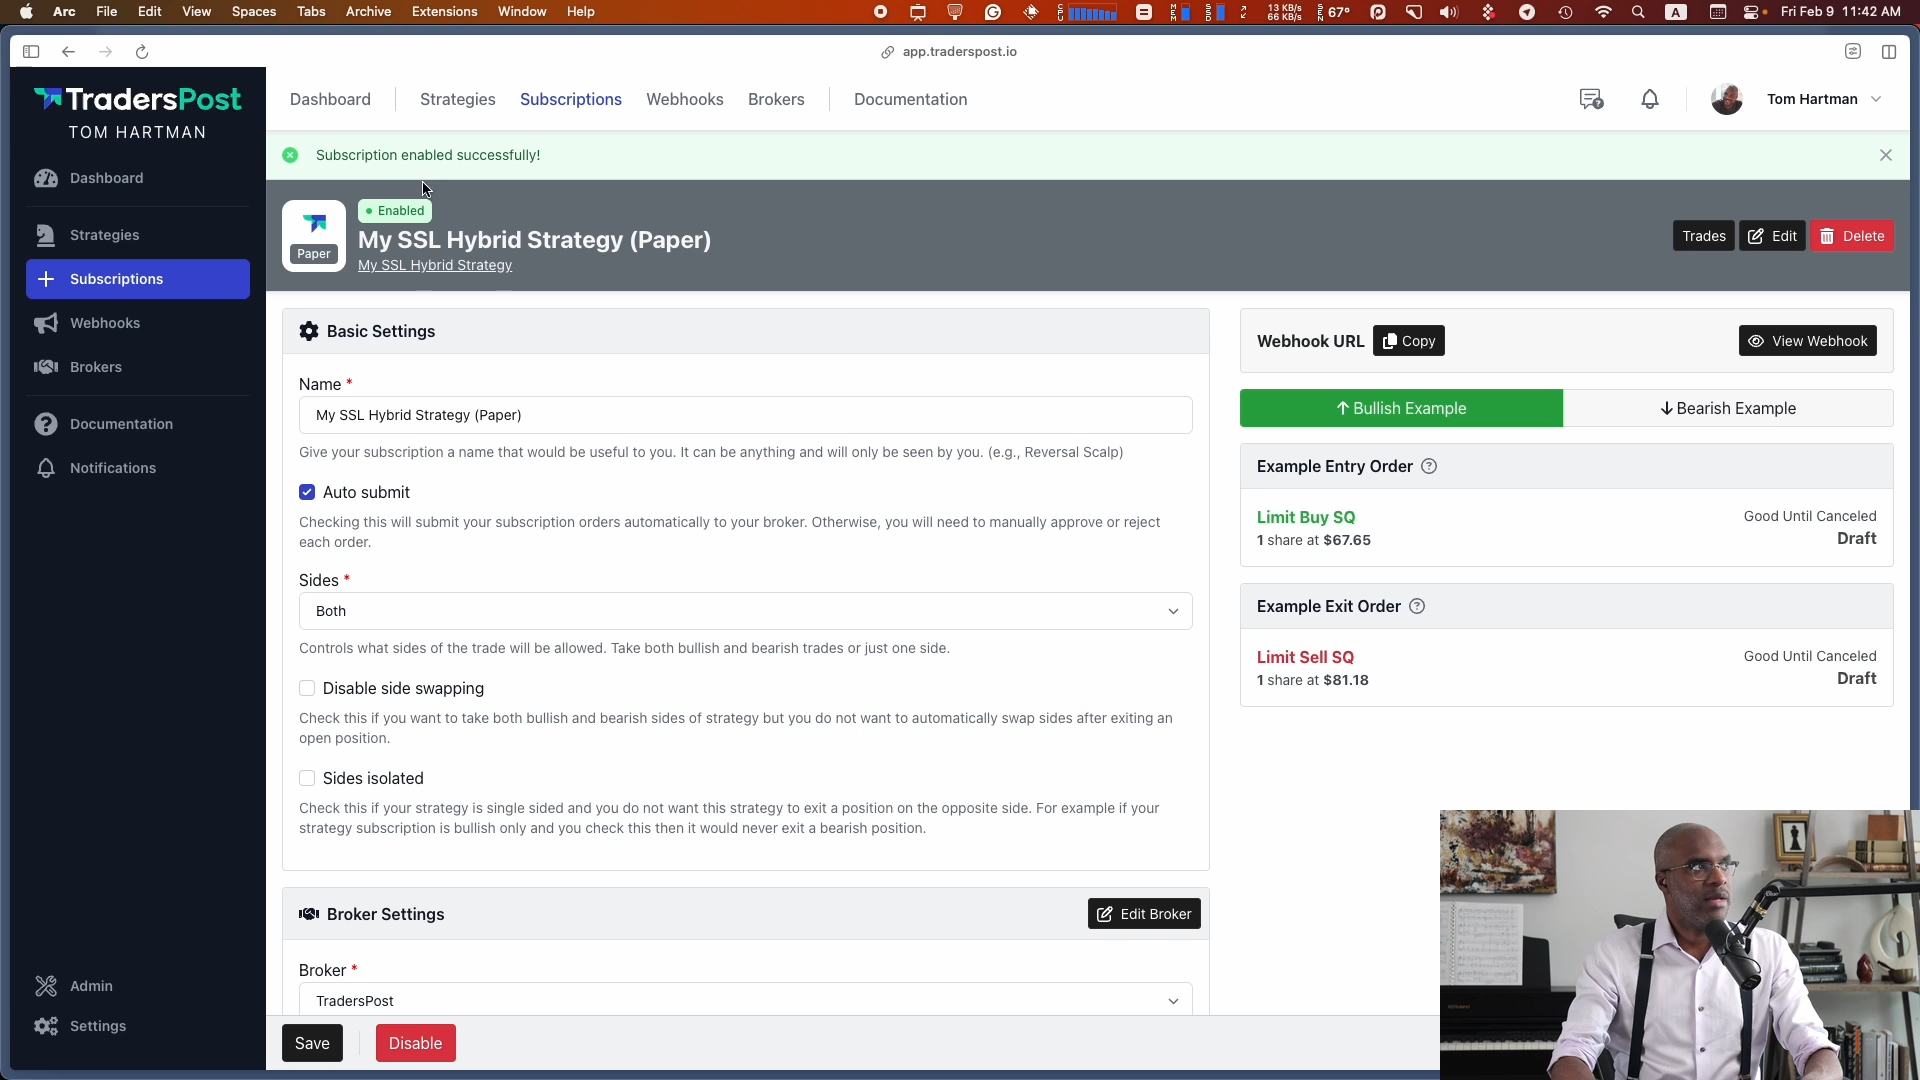 Arc File Edit View Spaces Tabs Archive Extensions Window Help
13 KB/s
66 KB/s
67°
A
Fri Feb 9 11:42 AM
app.traderspost.io
TradersPost
TOM HARTMAN
Dashboard
Strategies
Subscriptions
Webhooks
Brokers
Documentation
Notifications
Admin
Settings
Dashboard Strategies Subscriptions Webhooks Brokers Documentation
Tom Hartman
Subscription enabled successfully!
Paper
Enabled
My SSL Hybrid Strategy (Paper)
My SSL Hybrid Strategy
Trades Edit Delete
Basic Settings
Name *
My SSL Hybrid Strategy (Paper)
Give your subscription a name that would be useful to you. It can be anything and will only be seen by you. (e.g., Reversal Scalp)
Auto submit
Checking this will submit your subscription orders automatically to your broker. Otherwise, you will need to manually approve or reject
each order.
Sides *
Both
Controls what sides of the trade will be allowed. Take both bullish and bearish trades or just one side.
Disable side swapping
Check this if you want to take both bullish and bearish sides of strategy but you do not want to automatically swap sides after exiting an
open position.
Sides isolated
Check this if your strategy is single sided and you do not want this strategy to exit a position on the opposite side. For example if your
strategy subscription is bullish only and you check this then it would never exit a bearish position.
Broker Settings
Edit Broker
Broker *
TradersPost
Save Disable
Webhook URL Copy View Webhook
Bullish Example Bearish Example
Example Entry Order
Limit Buy SQ Good Until Canceled
1 share at $67.65 Draft
Example Exit Order
Limit Sell SQ Good Until Canceled
1 share at $81.18 Draft